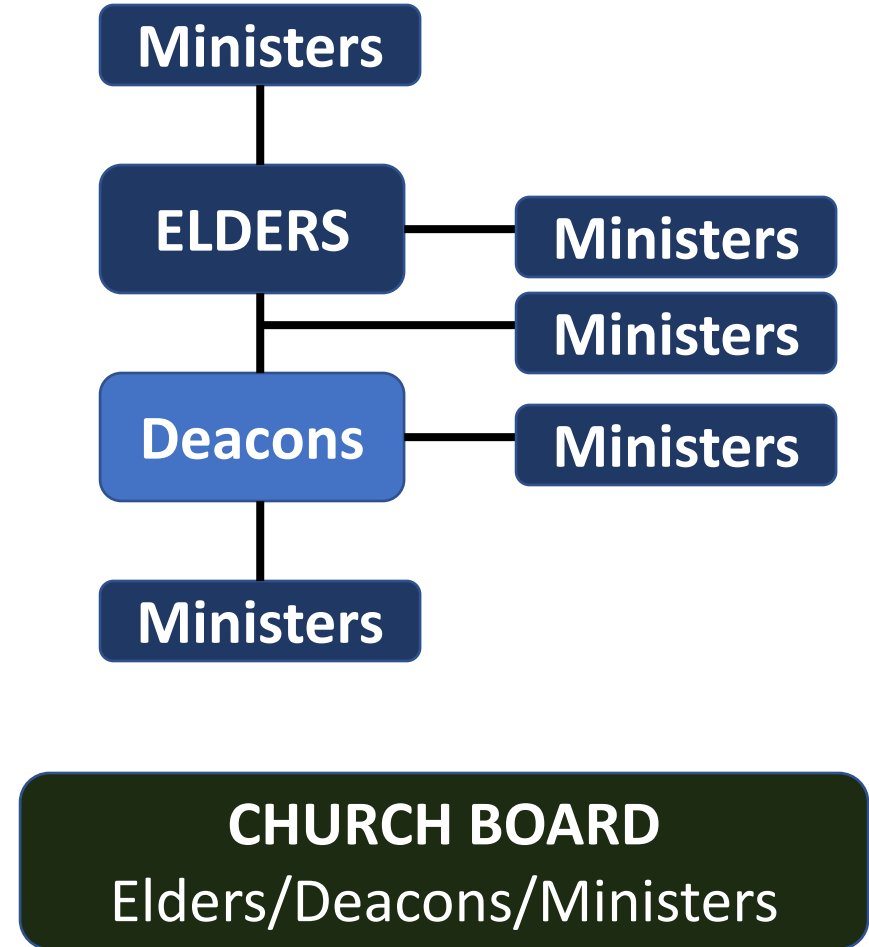 Ministers
ELDERS
Ministers
Ministers
Deacons
Ministers
Ministers
CHURCH BOARD
Elders/Deacons/Ministers